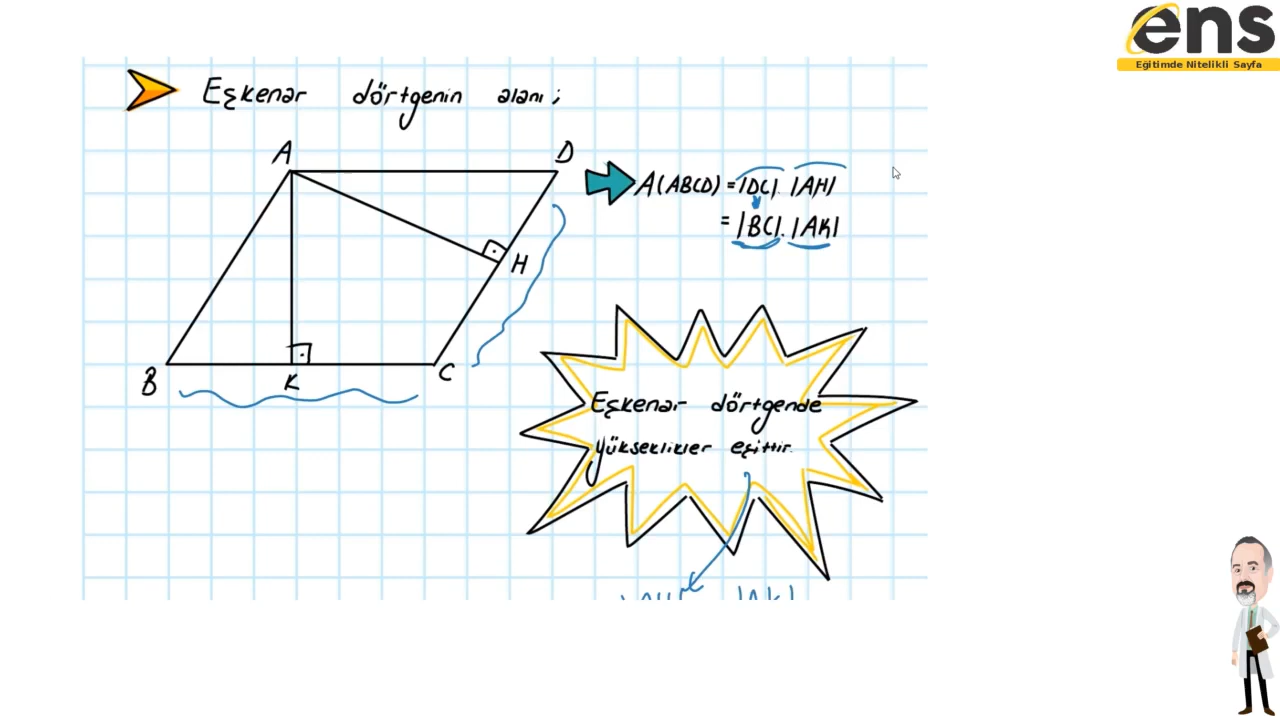 ens
Eğitimde Nitelikli Sayfa
Eşkenar dörtgenin alanı;
A
D
A(ABCD) = |DC|. |AH|
= |BC|. |AK|
H
B
K
C
Eşkenar dörtgende
yükseklikler eşittir.